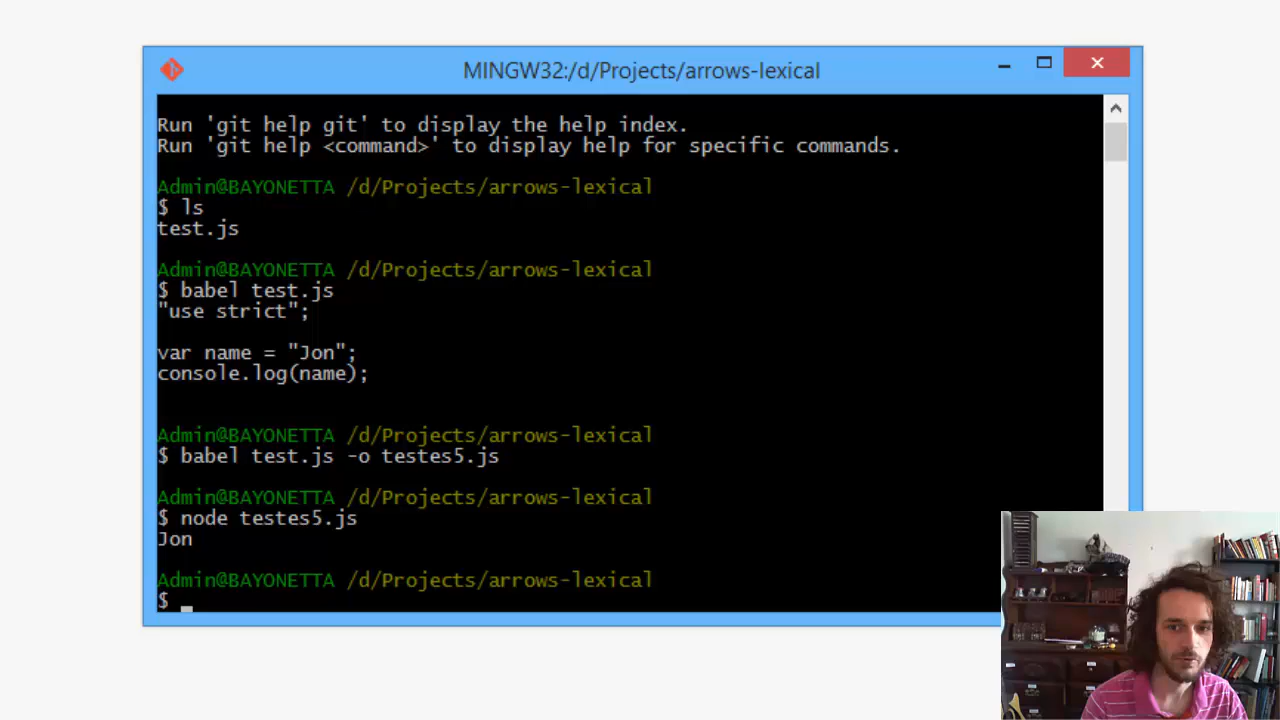 MINGW32:/d/Projects/arrows-lexical
Run 'git help git' to display the help index.
Run 'git help <command>' to display help for specific commands.
Admin@BAYONETTA /d/Projects/arrows-lexical
$ ls
test.js
Admin@BAYONETTA /d/Projects/arrows-lexical
$ babel test.js
"use strict";
var name = "Jon";
console.log(name);
Admin@BAYONETTA /d/Projects/arrows-lexical
$ babel test.js -o testes5.js
Admin@BAYONETTA /d/Projects/arrows-lexical
$ node testes5.js
Jon
Admin@BAYONETTA /d/Projects/arrows-lexical
$